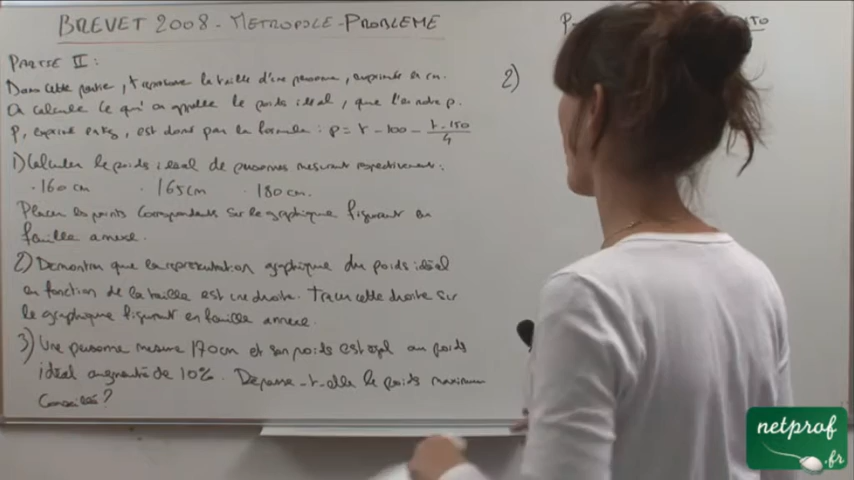 BREVET 2008 - METROPOLE - PROBLEME
PARTIE II :
Dans cette partie, t représente la taille d'une personne, exprimée en cm.
On calcule ce qu'on appelle le poids idéal, que l'on note p.
p, exprimé en kg, est donné par la formule : p = t - 100 - (t - 150)/4
1) Calculer le poids idéal de personnes mesurant respectivement :
· 160 cm · 165 cm · 180 cm.
Placer les points correspondants sur le graphique figurant en
feuille annexe.
2) Démontrer que la représentation graphique du poids idéal
en fonction de la taille est une droite. Tracer cette droite sur
le graphique figurant en feuille annexe.
3) Une personne mesure 170 cm et son poids est égal au poids
idéal augmenté de 10%. Dépasse-t-elle le poids maximum
conseillé ?
2)
netprof
.fr